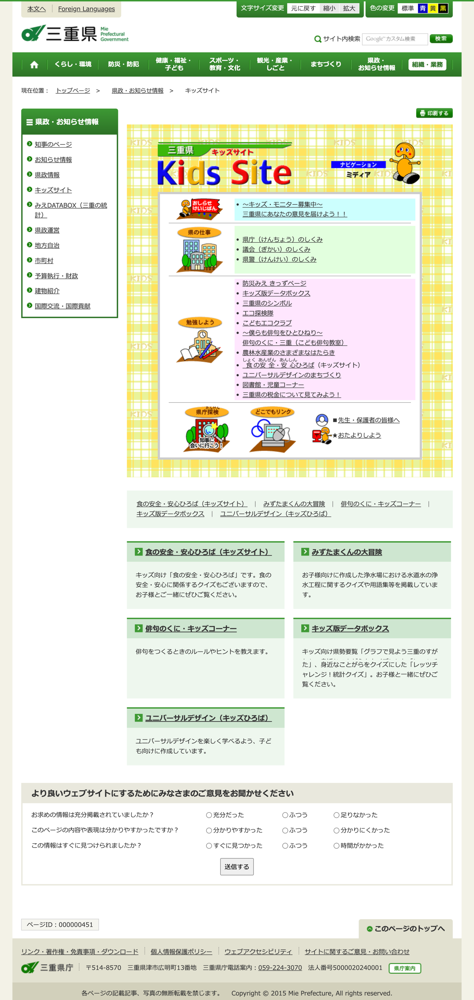 本文へ
Foreign Languages
文字サイズ変更 元に戻す 縮小 拡大
色の変更 標準 青 黄 黒
三重県 Mie Prefectural Government
サイト内検索 Google™カスタム検索 検索
くらし・環境
防災・防犯
健康・福祉・
子ども
スポーツ・
教育・文化
観光・産業・
しごと
まちづくり
県政・
お知らせ情報
組織・業務
現在位置： トップページ > 県政・お知らせ情報 > キッズサイト
印刷する
県政・お知らせ情報
知事のページ
お知らせ情報
県政情報
キッズサイト
みえDATABOX（三重の統
計）
県政運営
地方自治
市町村
予算執行・財政
建物紹介
国際交流・国際貢献
三重県 キッズサイト
Kids Site
ナビゲーション
ミディア
おしらせ
けいじばん
～キッズ・モニター募集中～
三重県にあなたの意見を届けよう！！
県の仕事
県庁（けんちょう）のしくみ
議会（ぎかい）のしくみ
県警（けんけい）のしくみ
勉強しよう
防災みえ きっずページ
キッズ版データボックス
三重県のシンボル
エコ探検隊
こどもエコクラブ
～僕らも俳句をひとひねり～
俳句のくに・三重（こども俳句教室）
農林水産業のさまざまなはたらき
しょく あんぜん あんしん
食の安全・安心ひろば（キッズサイト）
ユニバーサルデザインのまちづくり
図書館・児童コーナー
三重県の税金について見てみよう！
たんけん
県庁探検
知事に
会いに行こう！
どこでもリンク
■先生・保護者の皆様へ
★おたよりしよう
食の安全・安心ひろば（キッズサイト） ｜ みずたまくんの大冒険 ｜ 俳句のくに・キッズコーナー ｜
キッズ版データボックス ｜ ユニバーサルデザイン（キッズひろば）
食の安全・安心ひろば（キッズサイト）
キッズ向け「食の安全・安心ひろば」です。食の
安全・安心に関係するクイズもございますので、
お子様とご一緒にぜひご覧ください。
みずたまくんの大冒険
お子様向けに作成した浄水場における水道水の浄
水工程に関するクイズや用語集等を掲載していま
す。
俳句のくに・キッズコーナー
俳句をつくるときのルールやヒントを教えます。
キッズ版データボックス
キッズ向け県勢要覧「グラフで見よう三重のすが
た」、身近なことがらをクイズにした「レッツチ
ャレンジ！統計クイズ」。お子様と一緒にぜひご
覧ください。
ユニバーサルデザイン（キッズひろば）
ユニバーサルデザインを楽しく学べるよう、子ど
も向けに作成しています。
より良いウェブサイトにするためにみなさまのご意見をお聞かせください
お求めの情報は充分掲載されていましたか？ 充分だった ふつう 足りなかった
このページの内容や表現は分かりやすかったですか？ 分かりやすかった ふつう 分かりにくかった
この情報はすぐに見つけられましたか？ すぐに見つかった ふつう 時間がかかった
送信する
ページID：000000451
このページのトップへ
リンク・著作権・免責事項・ダウンロード 個人情報保護ポリシー ウェブアクセシビリティ サイトに関するご意見・お問い合わせ
三重県庁 〒514-8570 三重県津市広明町13番地 三重県庁電話案内：059-224-3070 法人番号5000020240001 県庁案内
各ページの記載記事、写真の無断転載を禁じます。 Copyright © 2015 Mie Prefecture, All rights reserved.